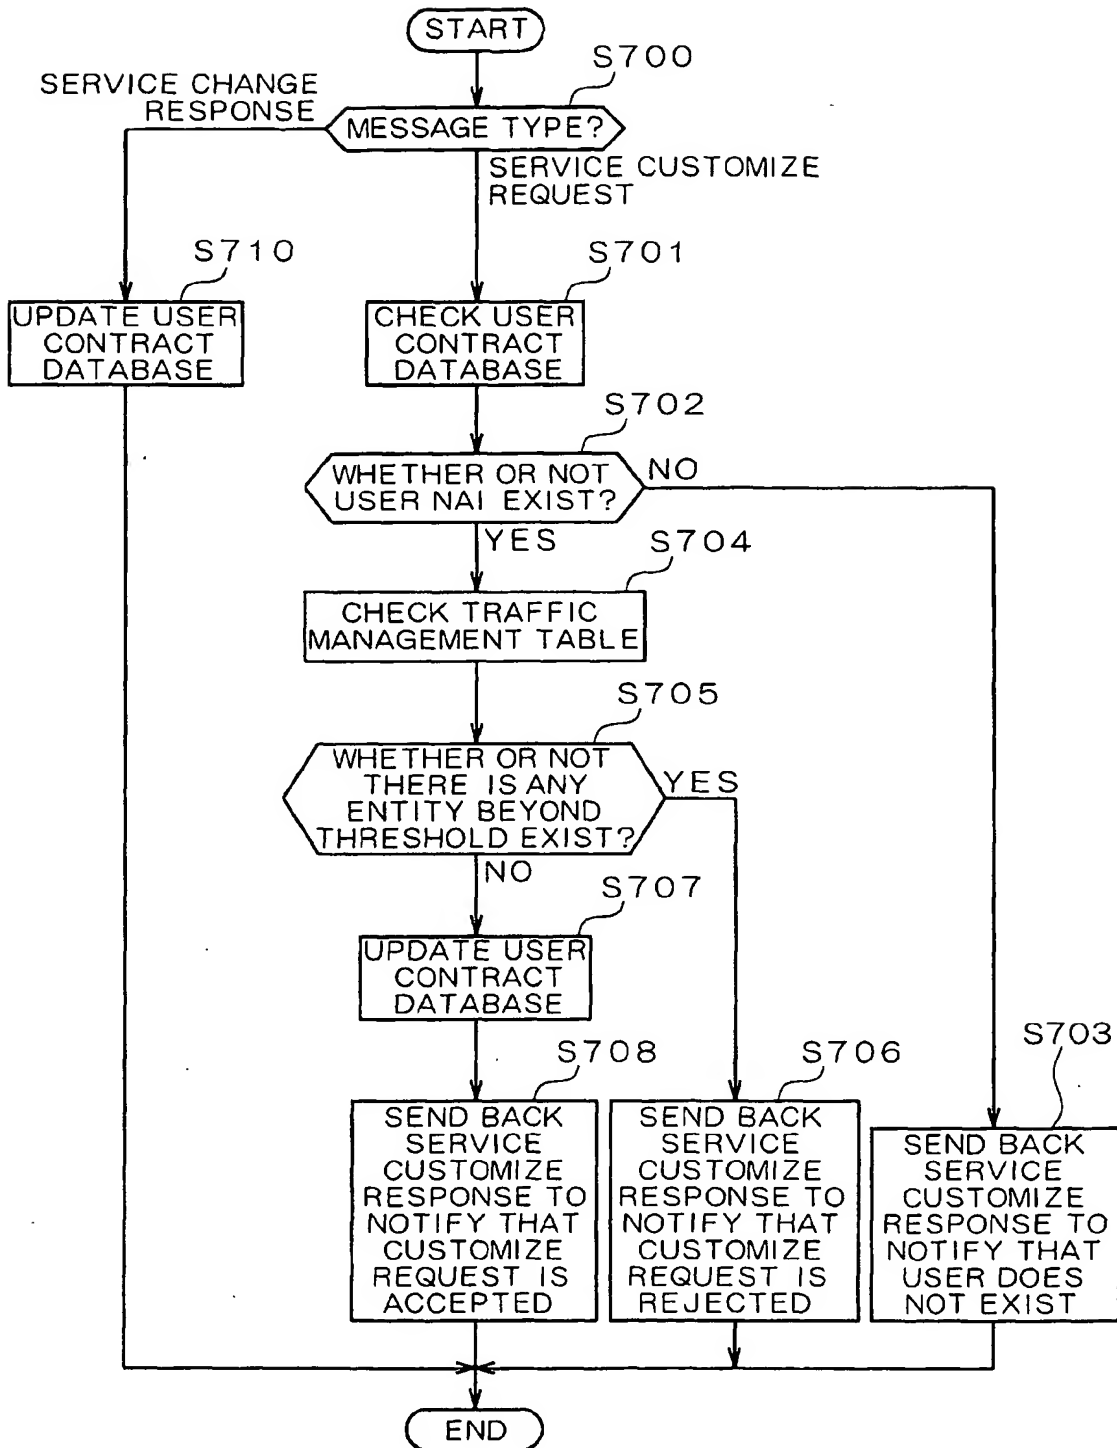 START
S700
SERVICE CHANGE
RESPONSE
MESSAGE TYPE?
SERVICE CUSTOMIZE
REQUEST
S710
S701
UPDATE USER
CONTRACT
DATABASE
CHECK USER
CONTRACT
DATABASE
S702
WHETHER OR NOT
USER NAI EXIST?
NO
YES
S704
CHECK TRAFFIC
MANAGEMENT TABLE
S705
WHETHER OR NOT
THERE IS ANY
ENTITY BEYOND
THRESHOLD EXIST?
YES
NO
S707
UPDATE USER
CONTRACT
DATABASE
S708
S706
S703
SEND BACK
SERVICE
CUSTOMIZE
RESPONSE TO
NOTIFY THAT
CUSTOMIZE
REQUEST IS
ACCEPTED
SEND BACK
SERVICE
CUSTOMIZE
RESPONSE TO
NOTIFY THAT
CUSTOMIZE
REQUEST IS
REJECTED
SEND BACK
SERVICE
CUSTOMIZE
RESPONSE TO
NOTIFY THAT
USER DOES
NOT EXIST
END